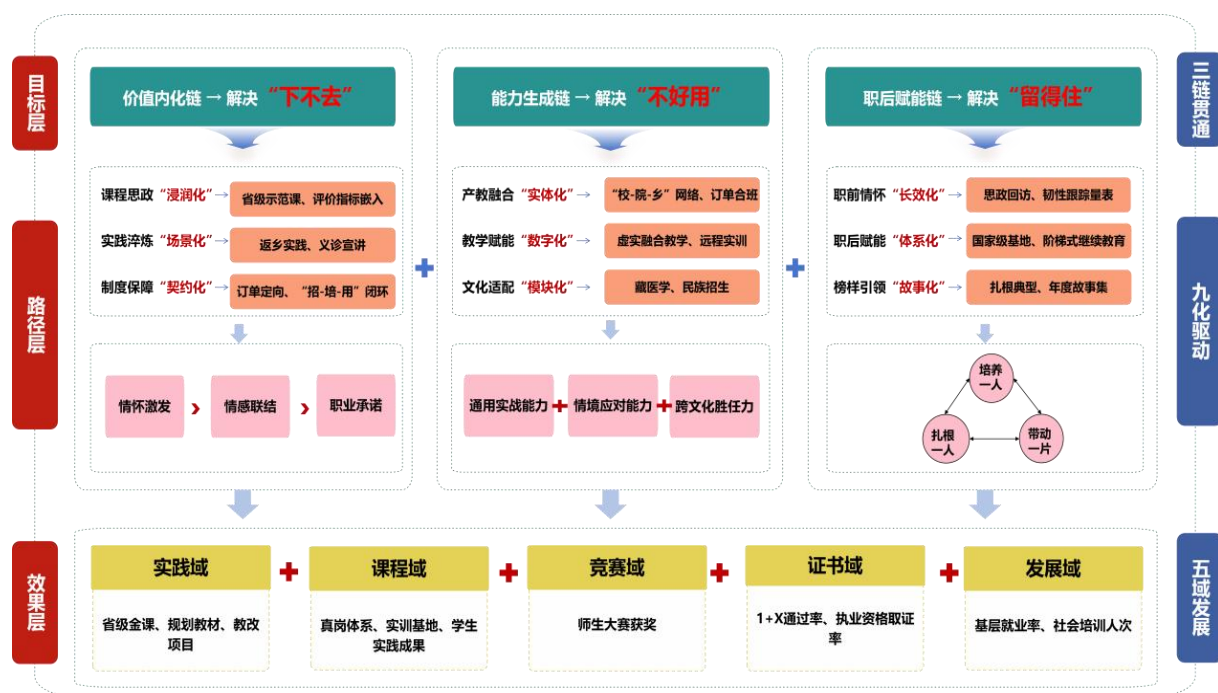 目标层
价值内化链 → 解决 “下不去”
能力生成链 → 解决 “不好用”
职后赋能链 → 解决 “留得住”
三链贯通
路径层
课程思政 “浸润化” →
省级示范课、评价指标嵌入
实践淬炼 “场景化” →
返乡实践、义诊宣讲
制度保障 “契约化” →
订单定向、“招-培-用”闭环
情怀激发
›
情感联结
›
职业承诺
+
产教融合 “实体化” →
“校-院-乡”网络、订单合班
教学赋能 “数字化” →
虚实融合教学、远程实训
文化适配 “模块化” →
藏医学、民族招生
通用实战能力
+
情境应对能力
+
跨文化胜任力
+
职前情怀 “长效化” →
思政回访、韧性跟踪量表
职后赋能 “体系化” →
国家级基地、阶梯式继续教育
榜样引领 “故事化” →
扎根典型、年度故事集
培养
一人
扎根
一人
带动
一片
九化驱动
效果层
实践域
+
课程域
+
竞赛域
+
证书域
+
发展域
省级金课、规划教材、教改
项目
真岗体系、实训基地、学生
实践成果
师生大赛获奖
1+X通过率、执业资格取证
率
基层就业率、社会培训人次
五域发展